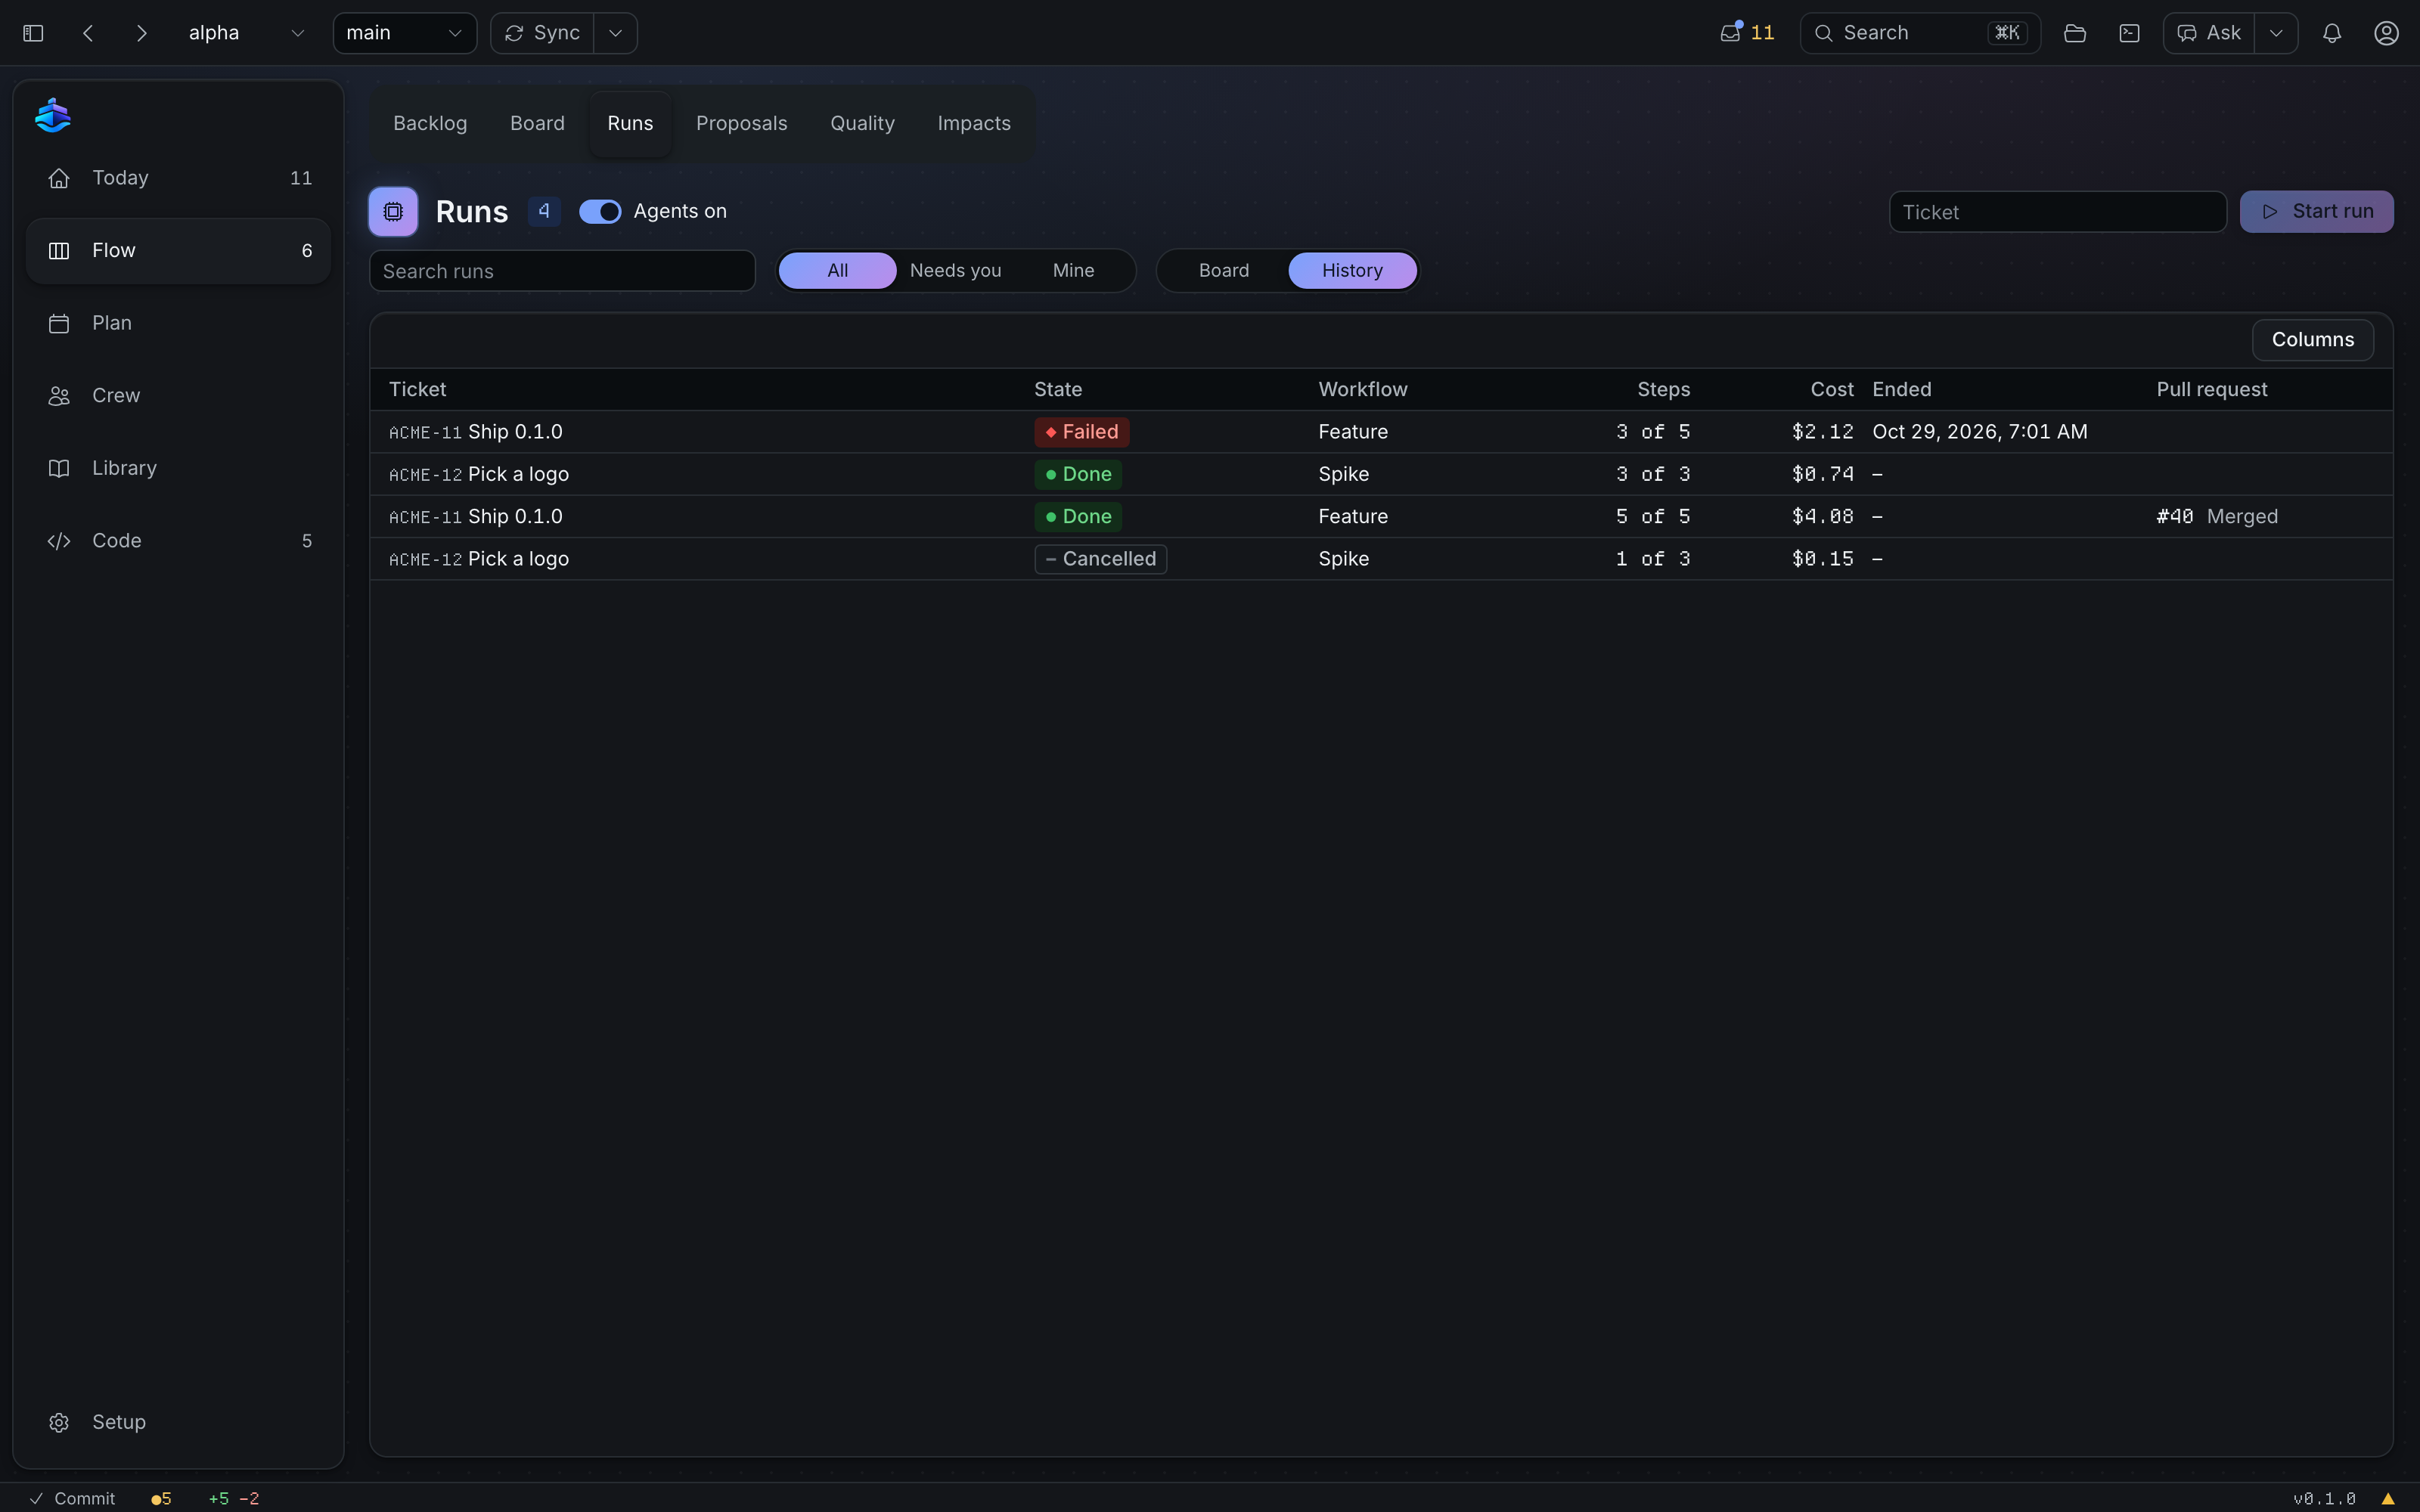 alpha main Sync 11 Search ⌘K Ask
Backlog Board Runs Proposals Quality Impacts
Today 11
Flow 6
Plan
Crew
Library
Code 5
Setup
Runs 4 Agents on Ticket Start run
Search runs All Needs you Mine Board History
Columns
Ticket State Workflow Steps Cost Ended Pull request
ACME-11 Ship 0.1.0 Failed Feature 3 of 5 $2.12 Oct 29, 2026, 7:01 AM
ACME-12 Pick a logo Done Spike 3 of 3 $0.74 –
ACME-11 Ship 0.1.0 Done Feature 5 of 5 $4.08 – #40 Merged
ACME-12 Pick a logo Cancelled Spike 1 of 3 $0.15 –
Commit 5 +5 −2 v0.1.0